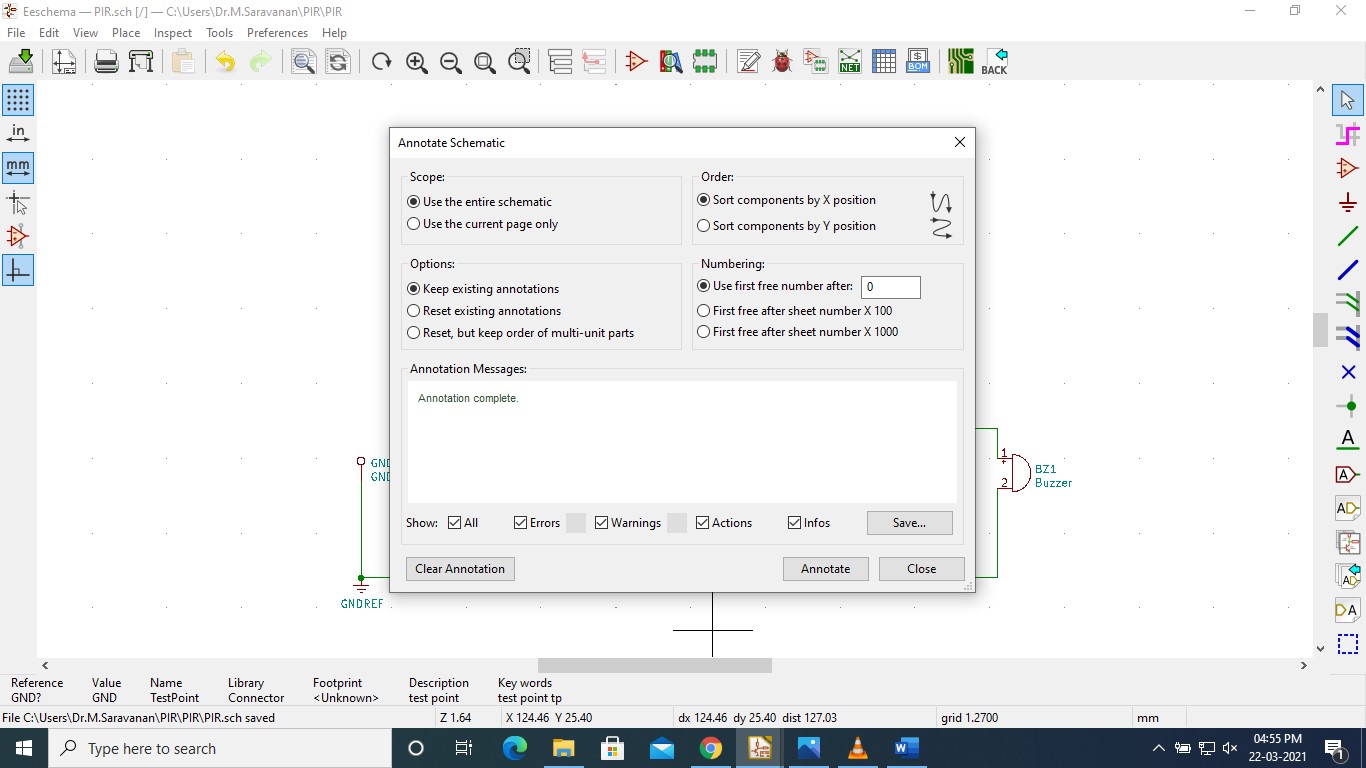 Eeschema — PIR.sch [/] — C:\Users\Dr.M.Saravanan\PIR\PIR
File Edit View Place Inspect Tools Preferences Help
NET
BOM
BACK
in
mm
Annotate Schematic
Scope:
Use the entire schematic
Use the current page only
Order:
Sort components by X position
Sort components by Y position
Options:
Keep existing annotations
Reset existing annotations
Reset, but keep order of multi-unit parts
Numbering:
Use first free number after: 0
First free after sheet number X 100
First free after sheet number X 1000
Annotation Messages:
Annotation complete.
Show: All Errors Warnings Actions Infos Save...
Clear Annotation Annotate Close
GND
GND
GNDREF
1
2
BZ1
Buzzer
A
A
AD
AD
DA
Reference Value Name Library Footprint Description Key words
GND? GND TestPoint Connector <Unknown> test point test point tp
File C:\Users\Dr.M.Saravanan\PIR\PIR\PIR.sch saved Z 1.64 X 124.46 Y 25.40 dx 124.46 dy 25.40 dist 127.03 grid 1.2700 mm
Type here to search
04:55 PM
22-03-2021
1